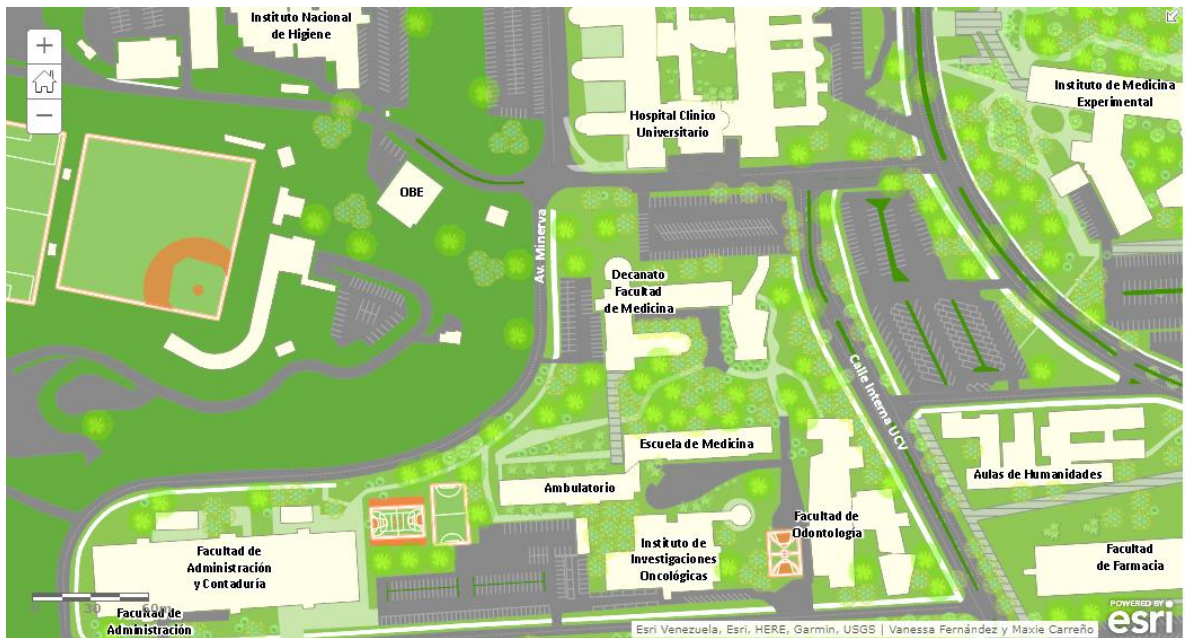 Instituto Nacional
de Higiene
+
−
Hospital Clínico
Universitario
Instituto de Medicina
Experimental
OBE
Av. Minerva
Decanato
Facultad
de Medicina
Calle Interna UCV
Escuela de Medicina
Aulas de Humanidades
Ambulatorio
Facultad de
Odontología
Facultad de
Administración
y Contaduría
Instituto de
Investigaciones
Oncológicas
Facultad
de Farmacia
0 30 60m
Facultad de
Administración
POWERED BY
esri
Esri Venezuela, Esri, HERE, Garmin, USGS | Vanessa Fernández y Maxie Carreño